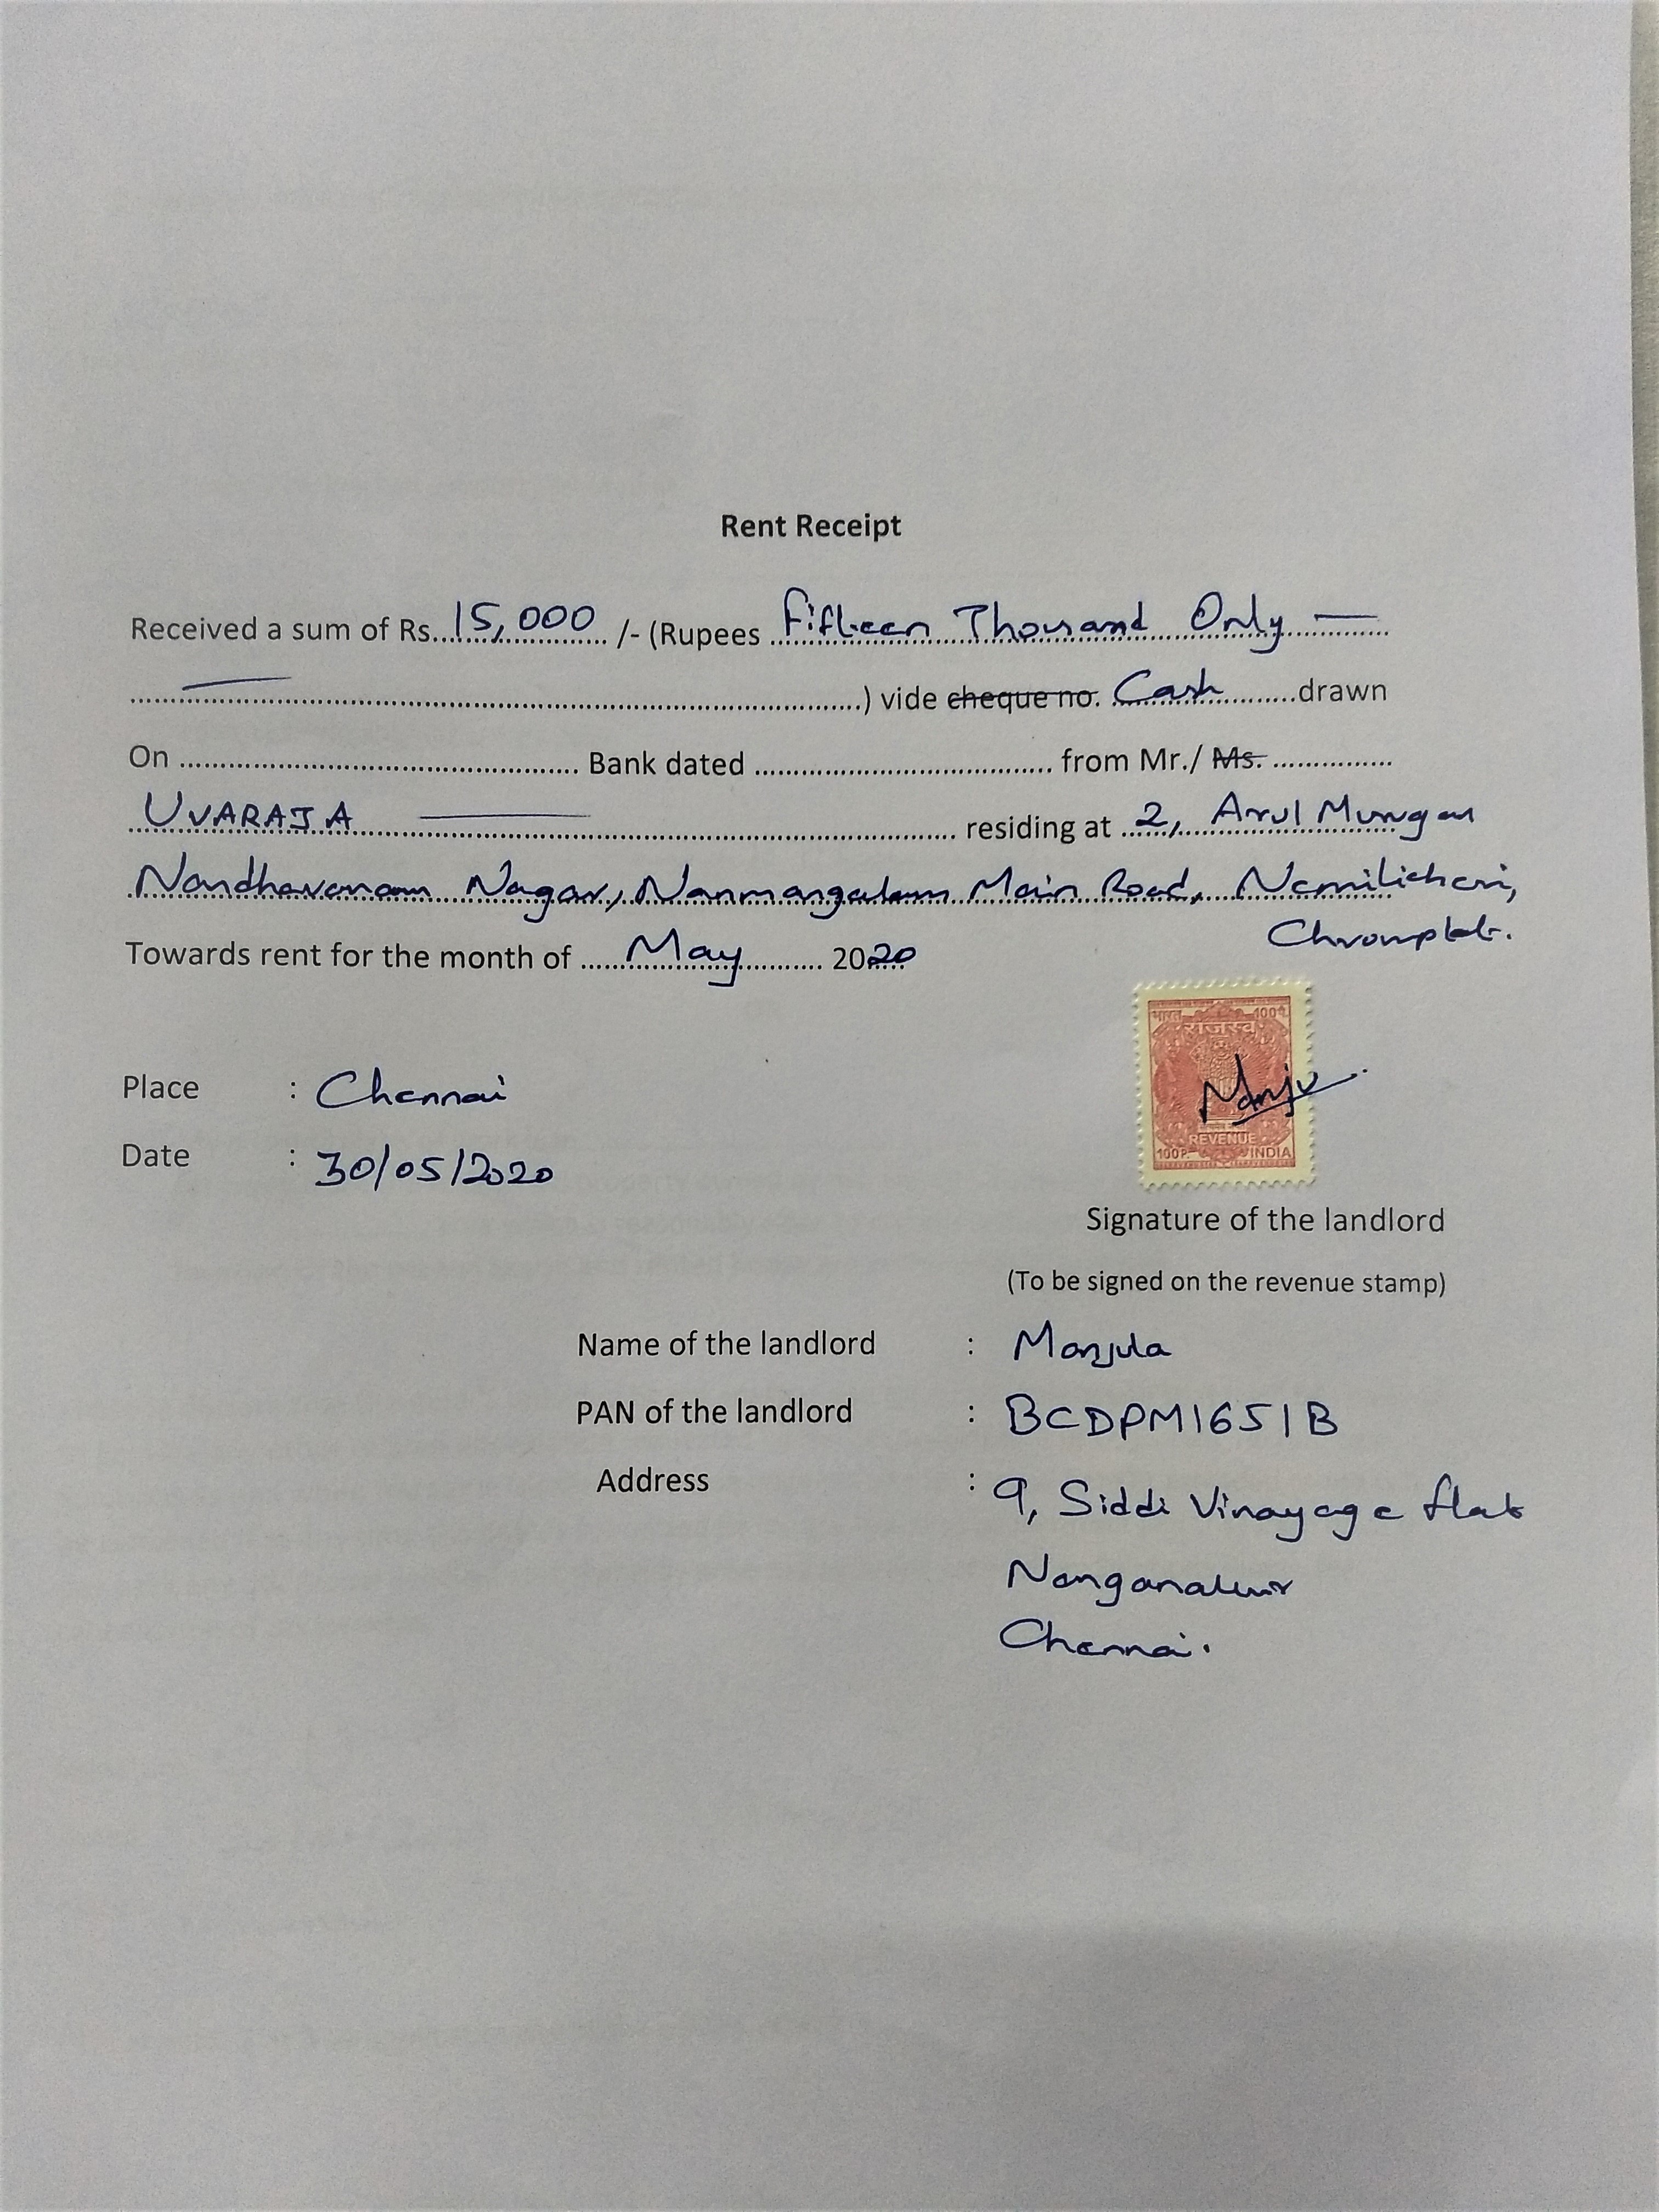 Rent Receipt
Received a sum of Rs. 15,000 /- (Rupees Fifteen Thousand Only —
— ) vide cheque no. Cash drawn
On ........ Bank dated ........ from Mr./ Ms. ........
UVARAJA — residing at 2, Arul Murugan
Nandhavanam Nagar, Nanmangalam Main Road, Nemilicheri,
Chrompet.
Towards rent for the month of May 2020
भारत 100प.
राजस्व
Manju
REVENUE
100P. INDIA
Place : Chennai
Date : 30/05/2020
Signature of the landlord
(To be signed on the revenue stamp)
Name of the landlord : Manjula
PAN of the landlord : BCDPM1651B
Address : 9, Siddi Vinayaga flat
Nanganallur
Chennai.